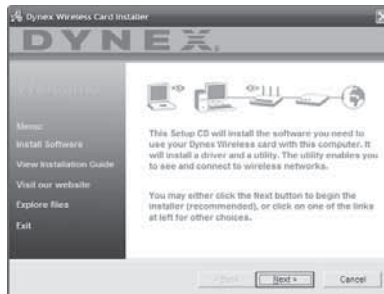 Dynex Wireless Card Installer
DYNEX
Welcome
Menu:
Install Software
View Installation Guide
Visit our website
Explore files
Exit
This Setup CD will install the software you need to
use your Dynex Wireless card with this computer. It
will install a driver and a utility. The utility enables you
to see and connect to wireless networks.
You may either click the Next button to begin the
installer (recommended), or click on one of the links
at left for other choices.
< Back
Next >
Cancel